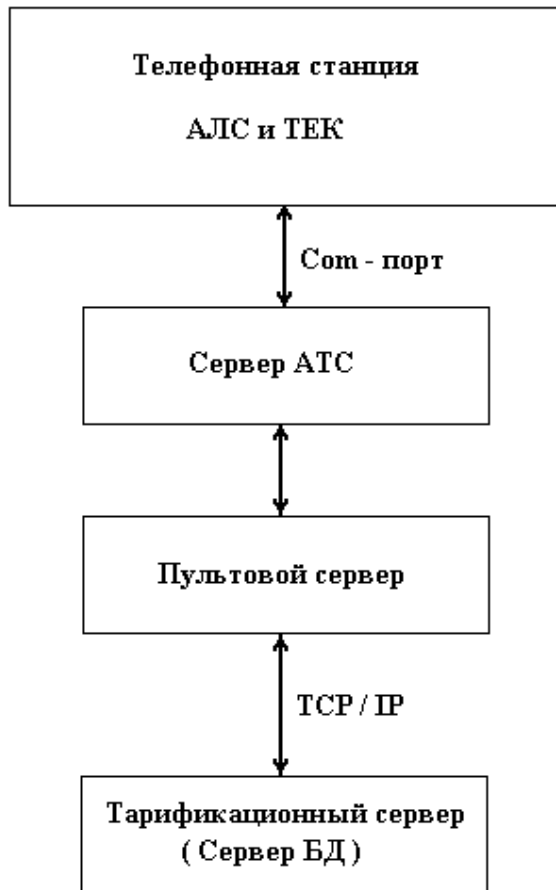 Телефонная станция
АЛС и ТЕК
Com - порт
Сервер АТС
Пультовой сервер
TCP / IP
Тарификационный сервер
( Сервер БД )